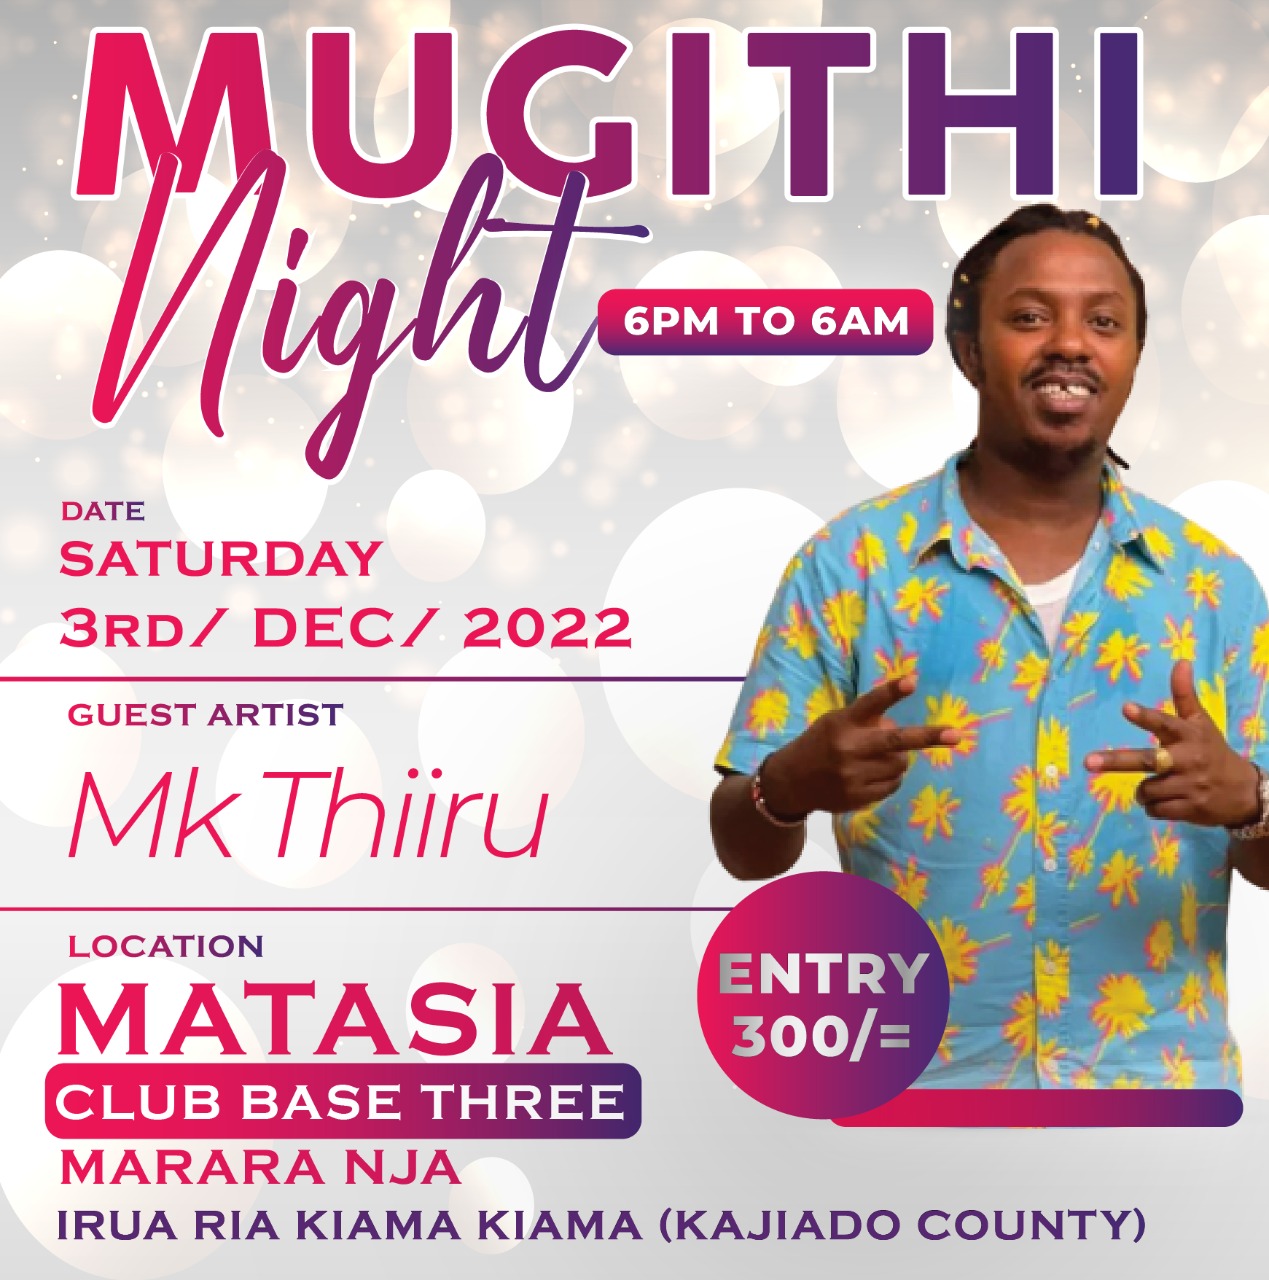 MUGITHI
Night
6PM TO 6AM
DATE
SATURDAY
3RD/ DEC/ 2022
GUEST ARTIST
Mk Thiiru
LOCATION
MATASIA
CLUB BASE THREE
MARARA NJA
IRUA RIA KIAMA KIAMA (KAJIADO COUNTY)
ENTRY
300/=